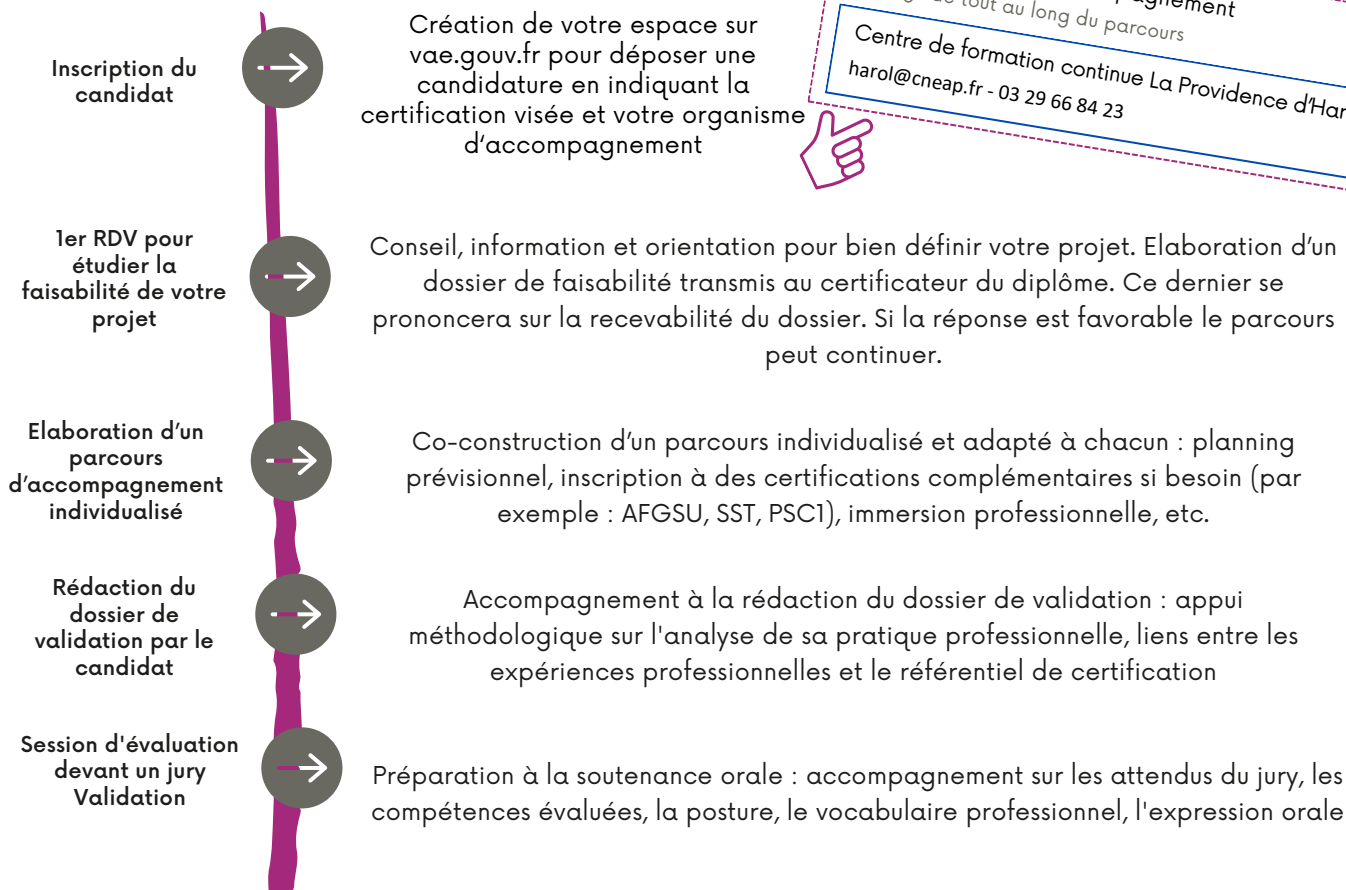 Inscription du
candidat
Création de votre espace sur
vae.gouv.fr pour déposer une
candidature en indiquant la
certification visée et votre organisme
d’accompagnement
tout au long du parcours
Centre de formation continue La Providence d’Har
harol@cneap.fr - 03 29 66 84 23
1er RDV pour
étudier la
faisabilité de votre
projet
Conseil, information et orientation pour bien définir votre projet. Elaboration d’un
dossier de faisabilité transmis au certificateur du diplôme. Ce dernier se
prononcera sur la recevabilité du dossier. Si la réponse est favorable le parcours
peut continuer.
Elaboration d’un
parcours
d’accompagnement
individualisé
Co-construction d’un parcours individualisé et adapté à chacun : planning
prévisionnel, inscription à des certifications complémentaires si besoin (par
exemple : AFGSU, SST, PSC1), immersion professionnelle, etc.
Rédaction du
dossier de
validation par le
candidat
Accompagnement à la rédaction du dossier de validation : appui
méthodologique sur l'analyse de sa pratique professionnelle, liens entre les
expériences professionnelles et le référentiel de certification
Session d'évaluation
devant un jury
Validation
Préparation à la soutenance orale : accompagnement sur les attendus du jury, les
compétences évaluées, la posture, le vocabulaire professionnel, l'expression orale